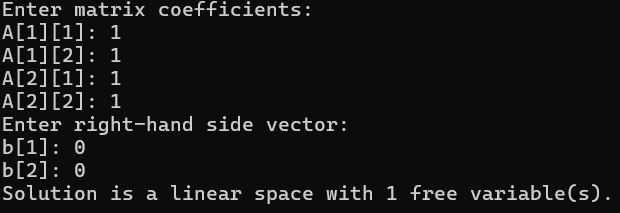 Enter matrix coefficients:
A[1][1]: 1
A[1][2]: 1
A[2][1]: 1
A[2][2]: 1
Enter right-hand side vector:
b[1]: 0
b[2]: 0
Solution is a linear space with 1 free variable(s).